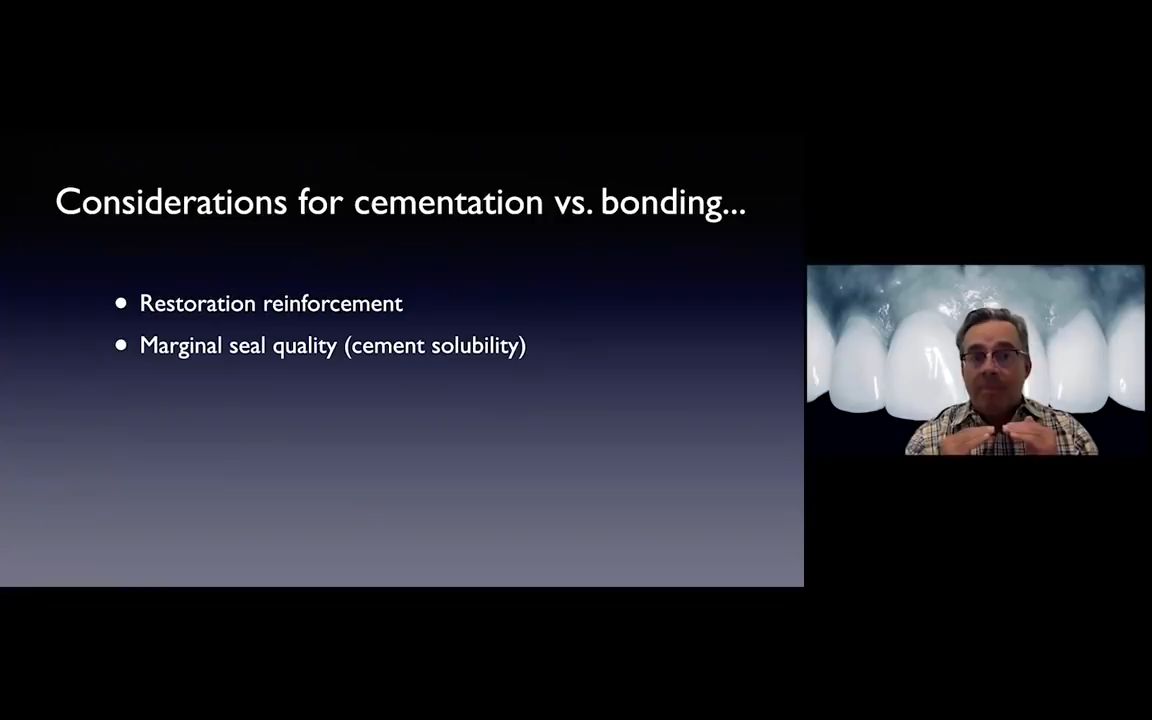 Considerations for cementation vs. bonding...
● Restoration reinforcement
● Marginal seal quality (cement solubility)